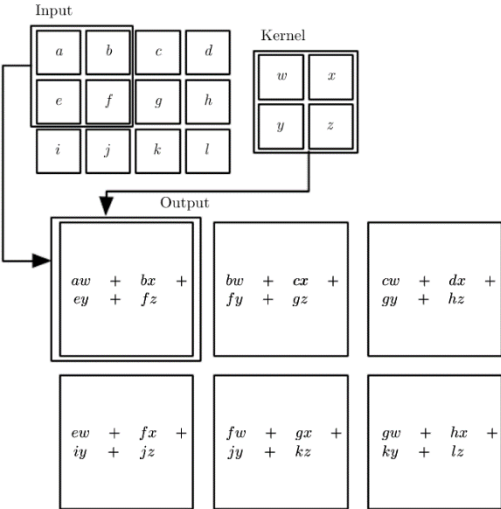 Input
Kernel
a b c d
w x
e f g h
y z
i j k l
Output
aw + bx +
ey + fz
bw + cx +
fy + gz
cw + dx +
gy + hz
ew + fx +
iy + jz
fw + gx +
jy + kz
gw + hx +
ky + lz